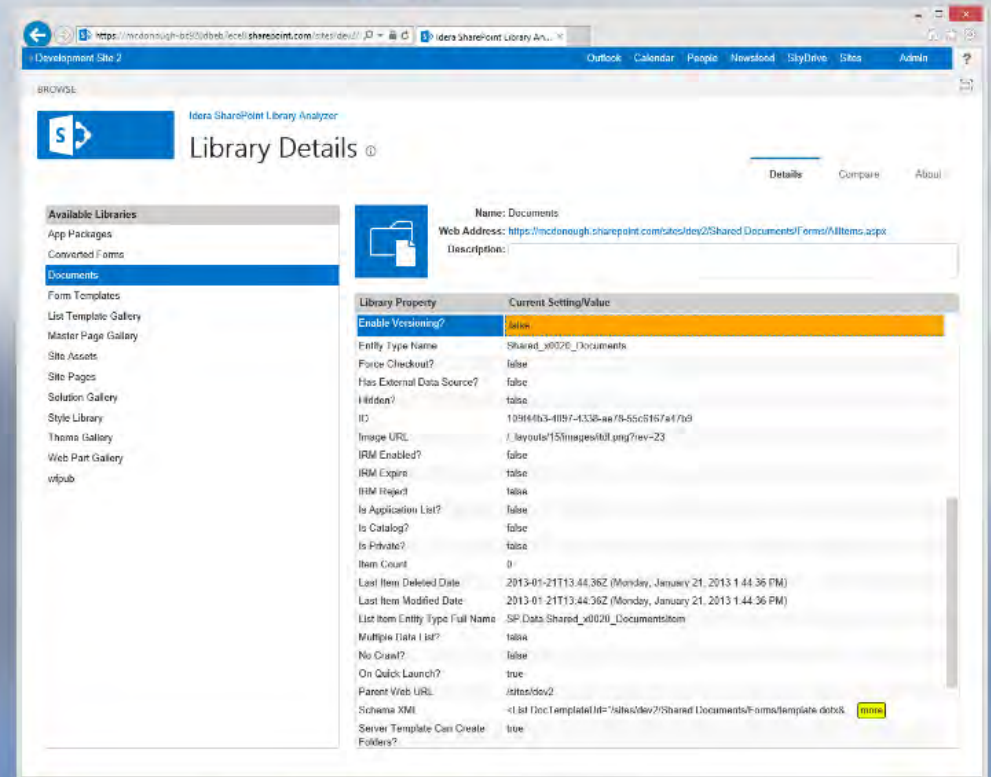 Idera SharePoint Library An...
Development Site 2
Outlook Calendar People Newsfeed SkyDrive Sites Admin ?
BROWSE
S
Idera SharePoint Library Analyzer
Library Details
Details Compare About
Available Libraries
App Packages
Converted Forms
Documents
Form Templates
List Template Gallery
Master Page Gallery
Site Assets
Site Pages
Solution Gallery
Style Library
Theme Gallery
Web Part Gallery
wfpub
Name: Documents
Web Address: https://mcdonough.sharepoint.com/sites/dev2/Shared Documents/Forms/AllItems.aspx
Description:
Library Property Current Setting/Value
Enable Versioning? false
Entity Type Name Shared_x0020_Documents
Force Checkout? false
Has External Data Source? false
Hidden? false
ID
Image URL /_layouts/15/images/itdl.png?rev=23
IRM Enabled? false
IRM Expire false
IRM Reject false
Is Application List? false
Is Catalog? false
Is Private? false
Item Count 0
Last Item Deleted Date 2013-01-21T13:44:36Z (Monday, January 21, 2013 1:44:36 PM)
Last Item Modified Date 2013-01-21T13:44:36Z (Monday, January 21, 2013 1:44:36 PM)
List Item Entity Type Full Name SP.Data.Shared_x0020_DocumentsItem
Multiple Data List? false
No Crawl? false
On Quick Launch? true
Parent Web URL /sites/dev2
Schema XML <List DocTemplateUrl="/sites/dev2/Shared Documents/Forms/template.dotx& more
Server Template Can Create true
Folders?